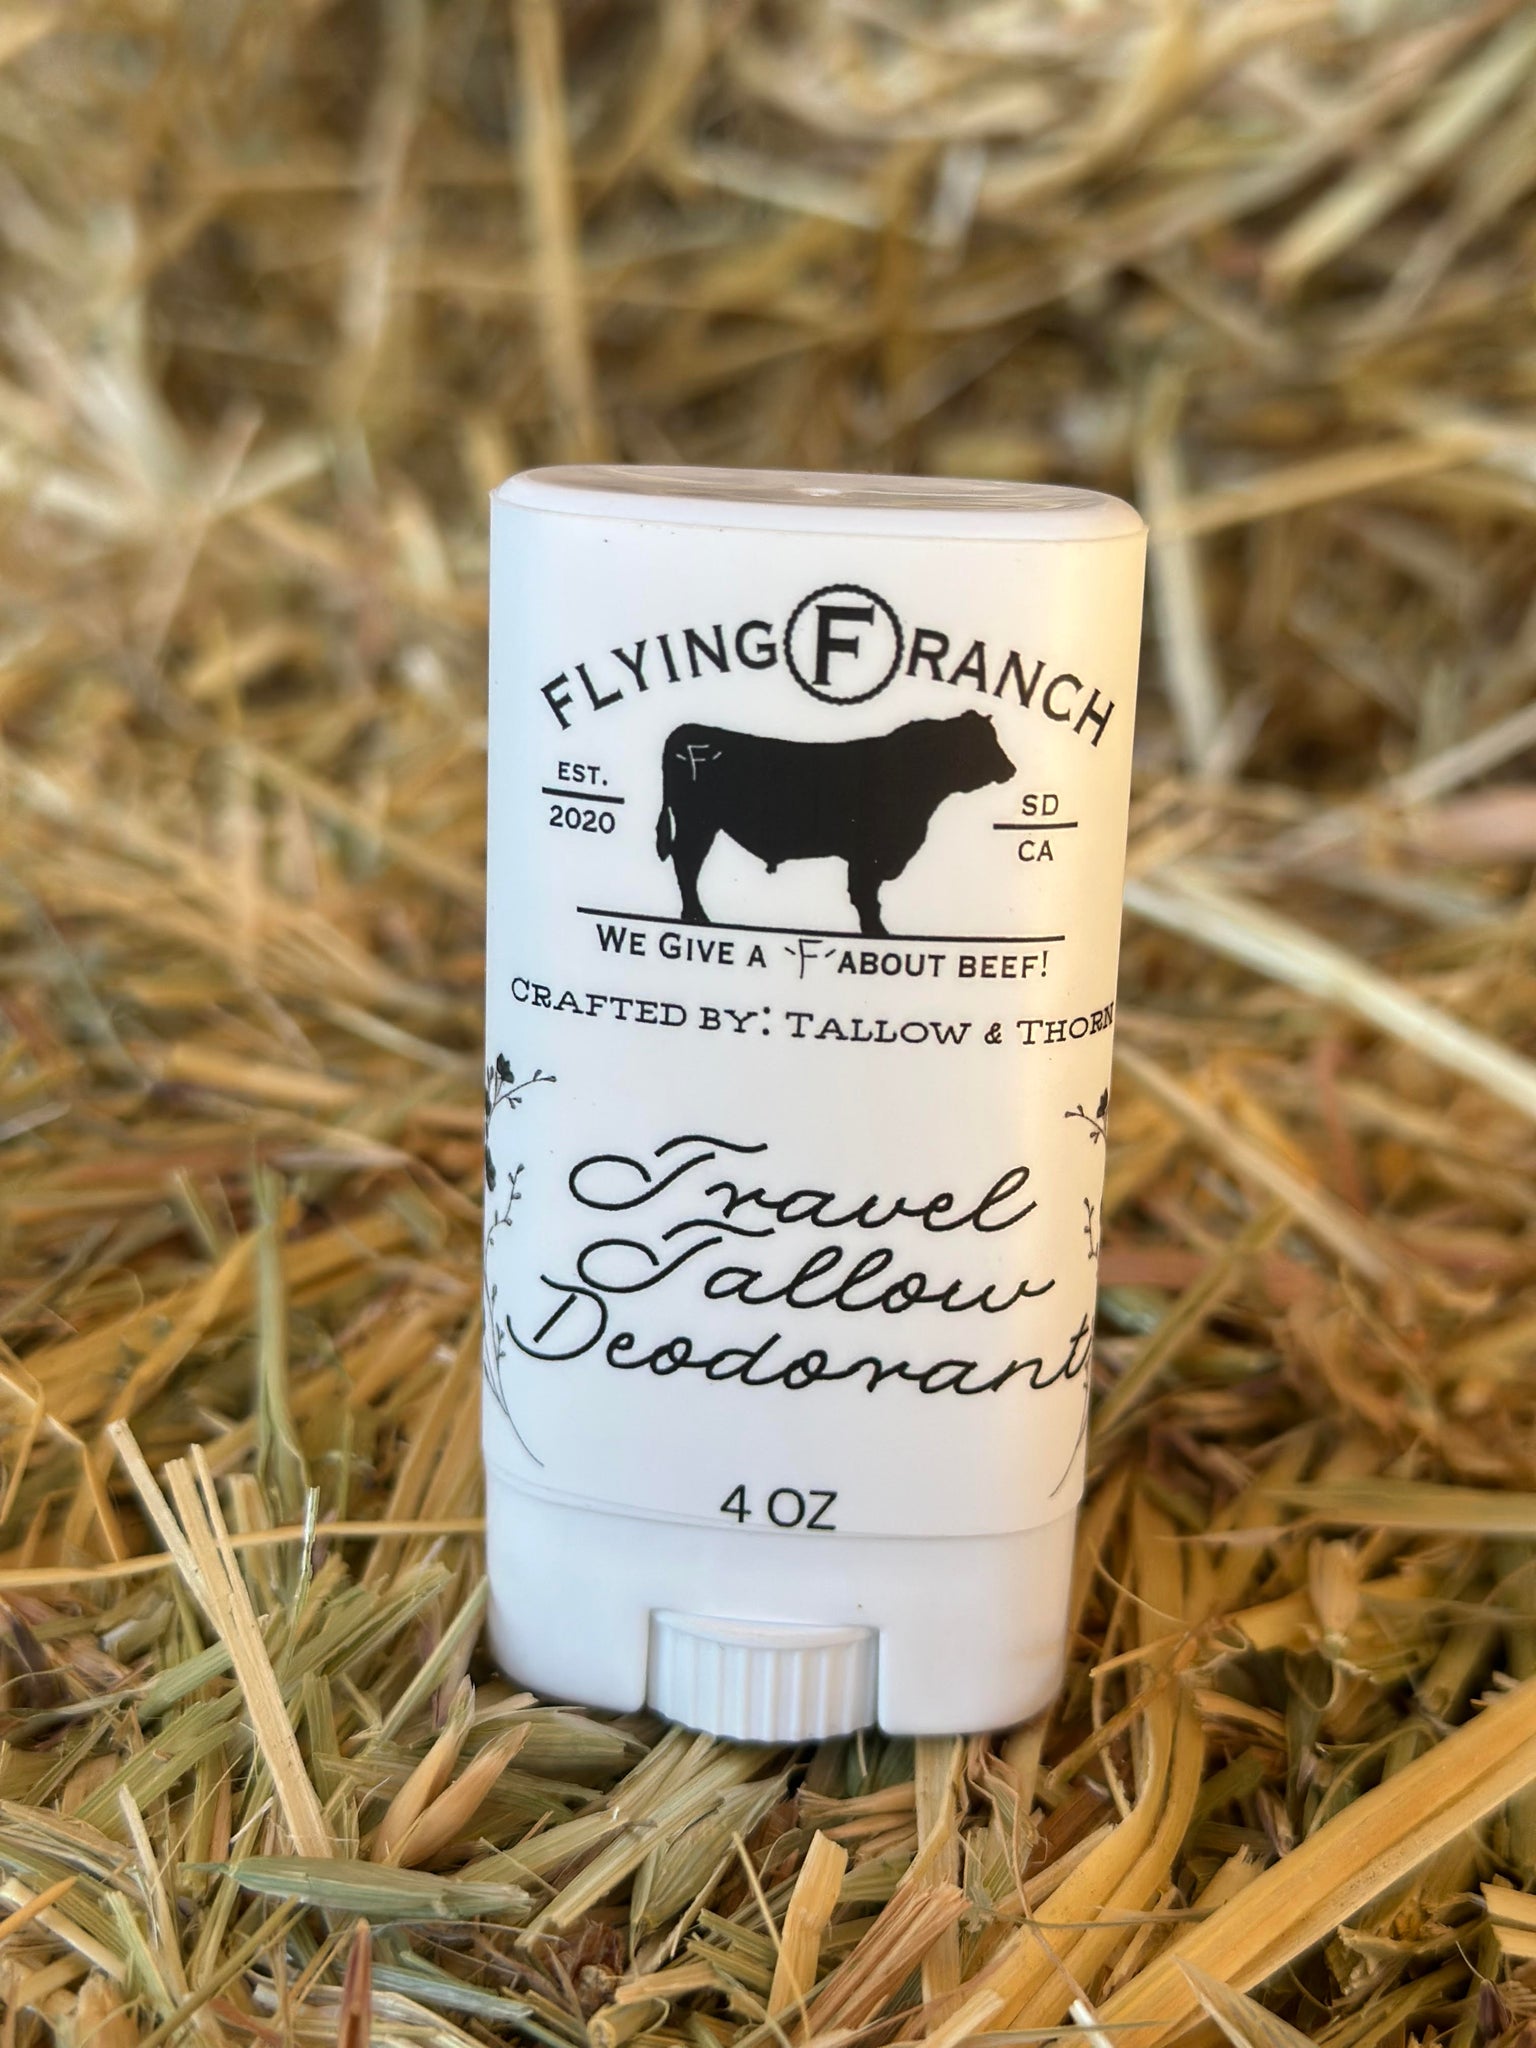 FLYING F RANCH
F
EST.
2020
SD
CA
WE GIVE A F ABOUT BEEF!
CRAFTED BY: TALLOW & THORN
Travel
Tallow
Deodorant
4 OZ